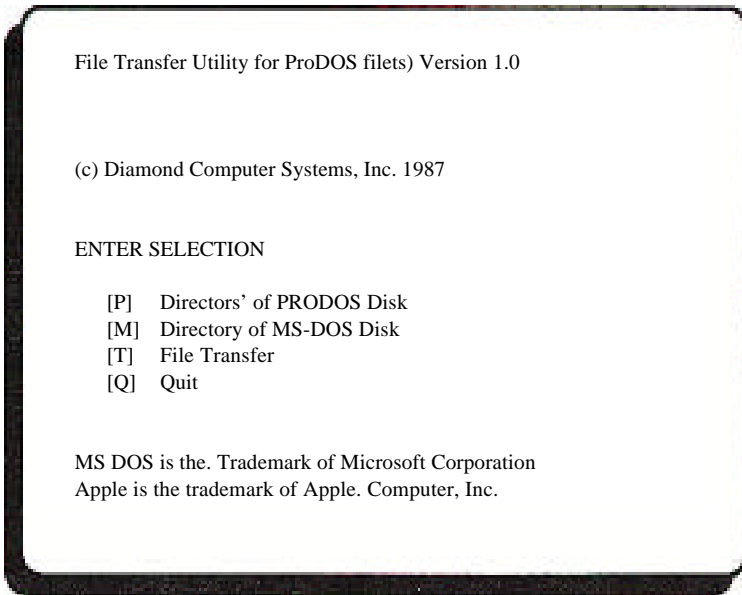 File Transfer Utility for ProDOS filets) Version 1.0
(c) Diamond Computer Systems, Inc. 1987
ENTER SELECTION
[P] Directors’ of PRODOS Disk
[M] Directory of MS-DOS Disk
[T] File Transfer
[Q] Quit
MS DOS is the. Trademark of Microsoft Corporation
Apple is the trademark of Apple. Computer, Inc.